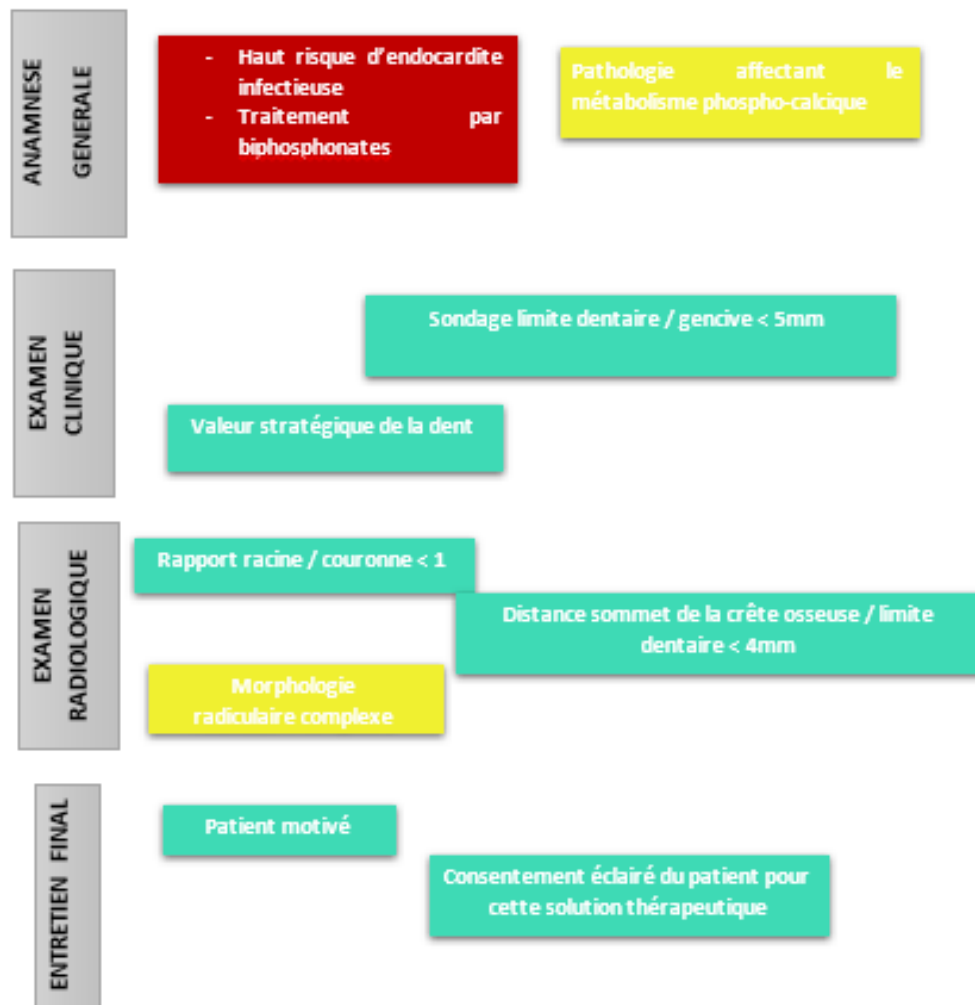 ANAMNESE
GENERALE
- Haut risque d'endocardite
infectieuse
- Traitement par
biphosphonates
Pathologie affectant le
métabolisme phospho-calcique
EXAMEN
CLINIQUE
Sondage limite dentaire / gencive < 5mm
Valeur stratégique de la dent
EXAMEN
RADIOLOGIQUE
Rapport racine / couronne < 1
Distance sommet de la crête osseuse / limite
dentaire < 4mm
Morphologie
radiculaire complexe
ENTRETIEN FINAL
Patient motivé
Consentement éclairé du patient pour
cette solution thérapeutique